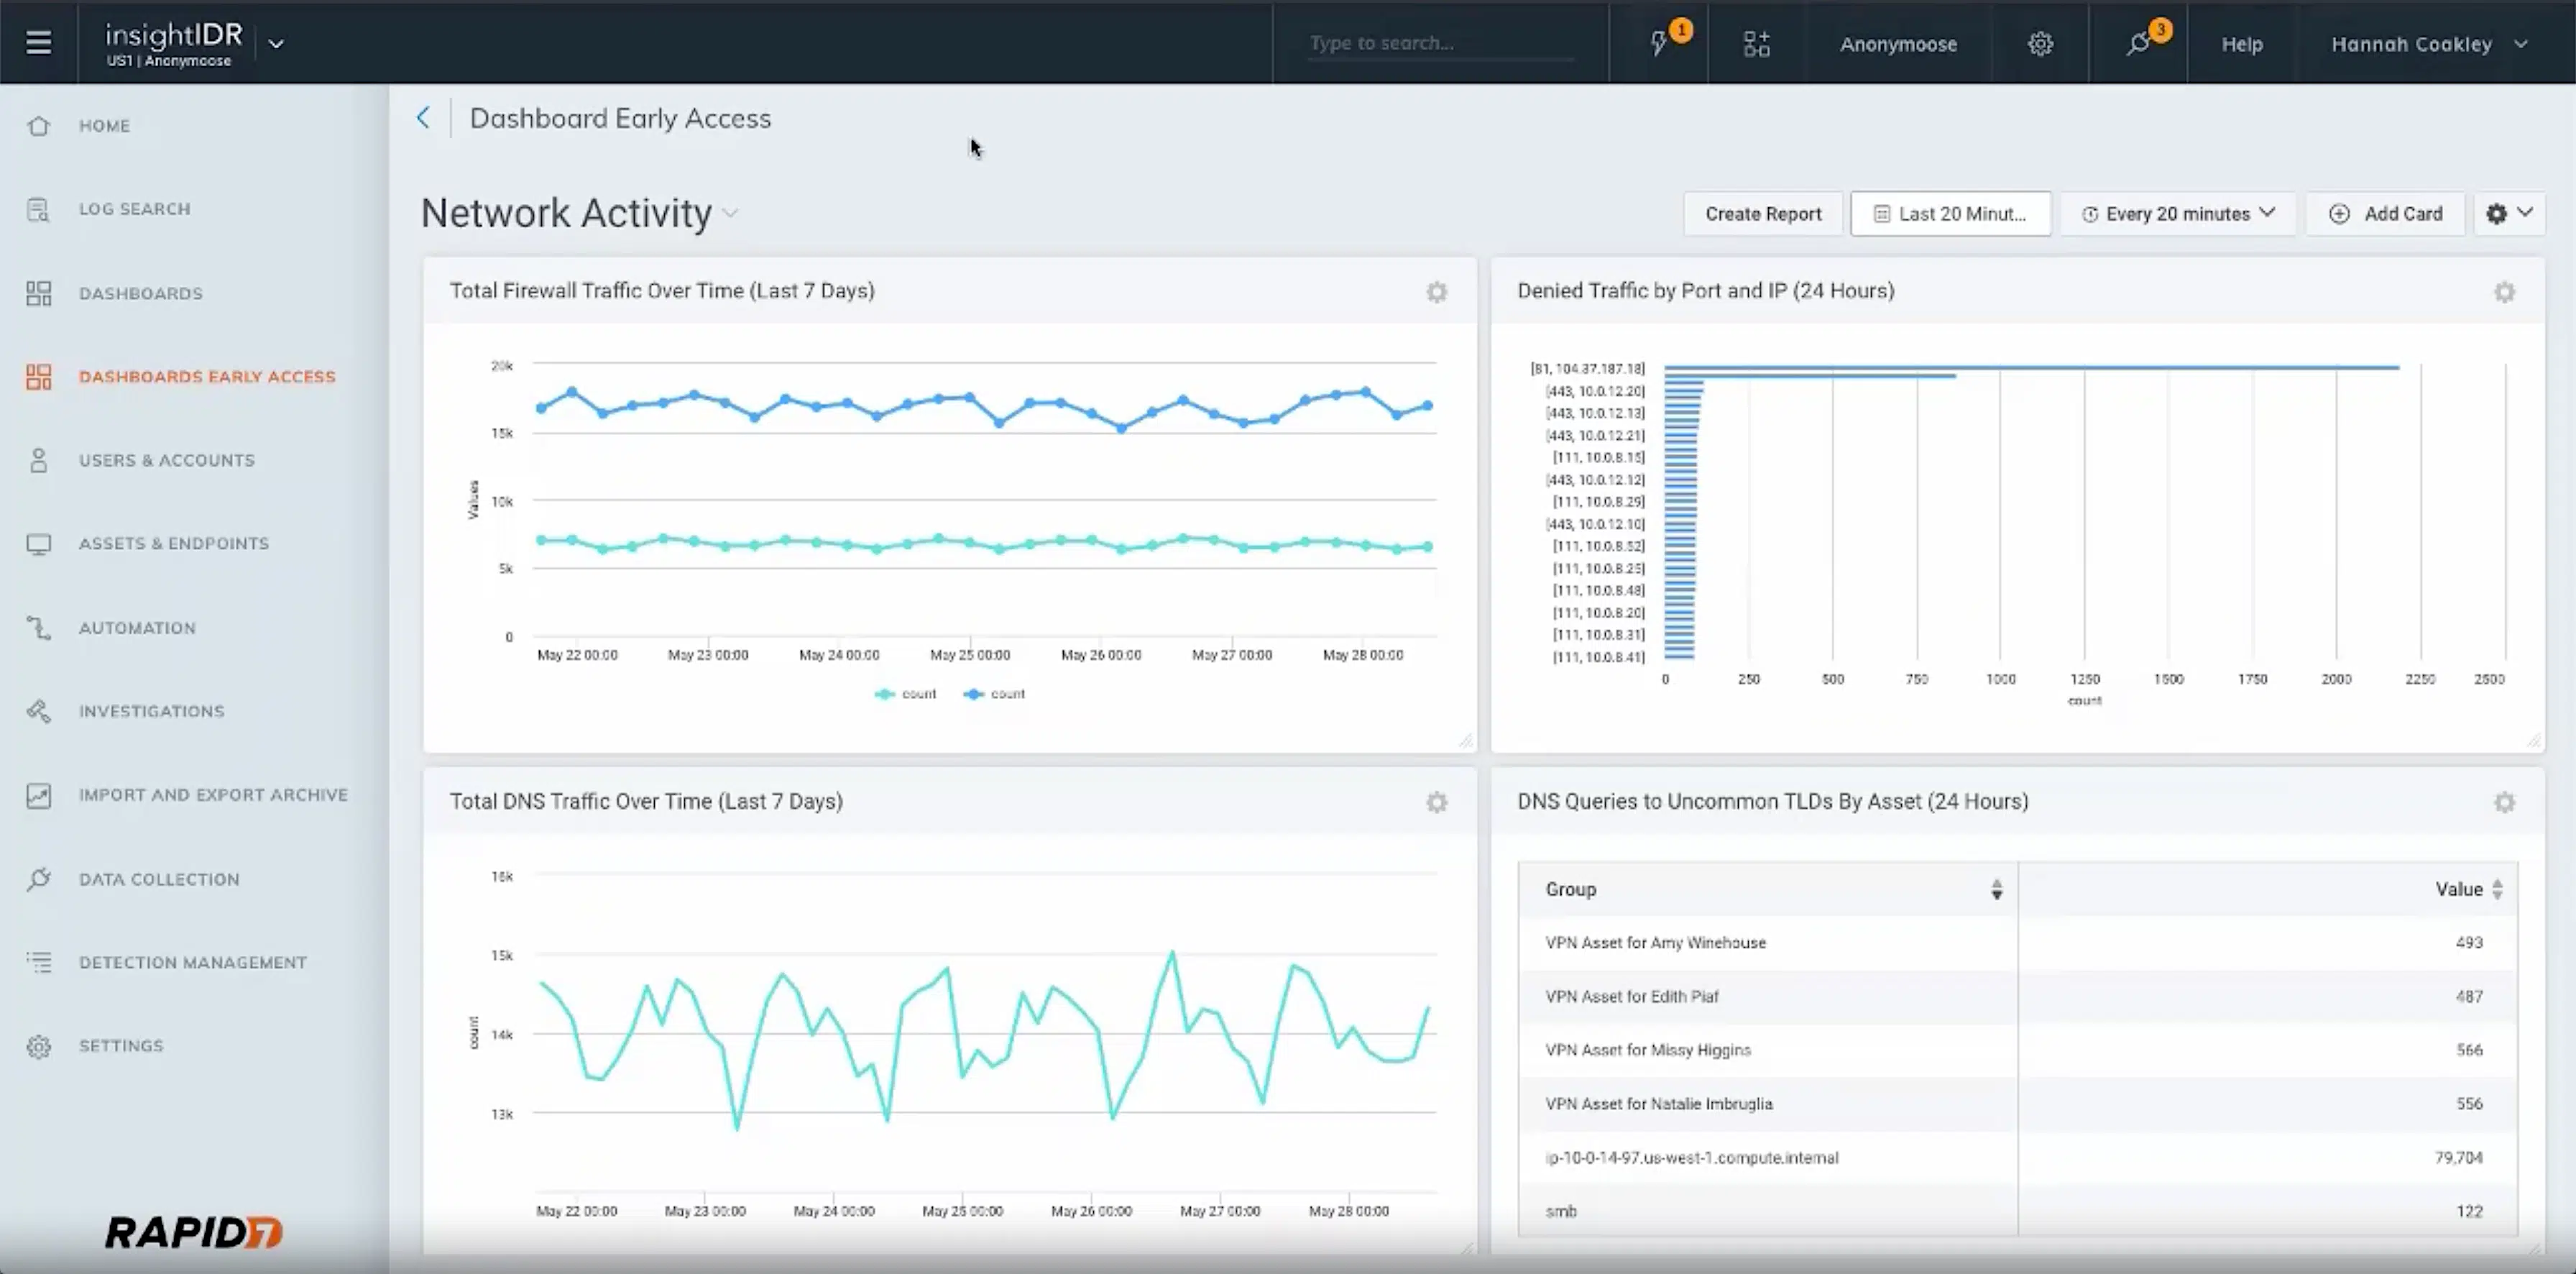 insightIDR
US1 | Anonymoose
Type to search...
1
Anonymoose
3
Help
Hannah Coakley
HOME
LOG SEARCH
DASHBOARDS
DASHBOARDS EARLY ACCESS
USERS & ACCOUNTS
ASSETS & ENDPOINTS
AUTOMATION
INVESTIGATIONS
IMPORT AND EXPORT ARCHIVE
DATA COLLECTION
DETECTION MANAGEMENT
SETTINGS
RAPID7
Dashboard Early Access
Network Activity
Create Report
Last 20 Minut...
Every 20 minutes
Add Card
Total Firewall Traffic Over Time (Last 7 Days)
20k
15k
10k
5k
0
Values
May 22 00:00
May 23 00:00
May 24 00:00
May 25 00:00
May 26 00:00
May 27 00:00
May 28 00:00
count
count
Denied Traffic by Port and IP (24 Hours)
[81, 104.37.187.18]
[443, 10.0.12.20]
[443, 10.0.12.13]
[443, 10.0.12.21]
[111, 10.0.8.15]
[443, 10.0.12.12]
[111, 10.0.8.29]
[443, 10.0.12.10]
[111, 10.0.8.52]
[111, 10.0.8.25]
[111, 10.0.8.48]
[111, 10.0.8.20]
[111, 10.0.8.31]
[111, 10.0.8.41]
0
250
500
750
1000
1250
1500
1750
2000
2250
2500
count
Total DNS Traffic Over Time (Last 7 Days)
16k
15k
14k
13k
count
May 22 00:00
May 23 00:00
May 24 00:00
May 25 00:00
May 26 00:00
May 27 00:00
May 28 00:00
DNS Queries to Uncommon TLDs By Asset (24 Hours)
Group Value
VPN Asset for Amy Winehouse 493
VPN Asset for Edith Piaf 487
VPN Asset for Missy Higgins 566
VPN Asset for Natalie Imbruglia 556
ip-10-0-14-97.us-west-1.compute.internal 79,704
smb 122